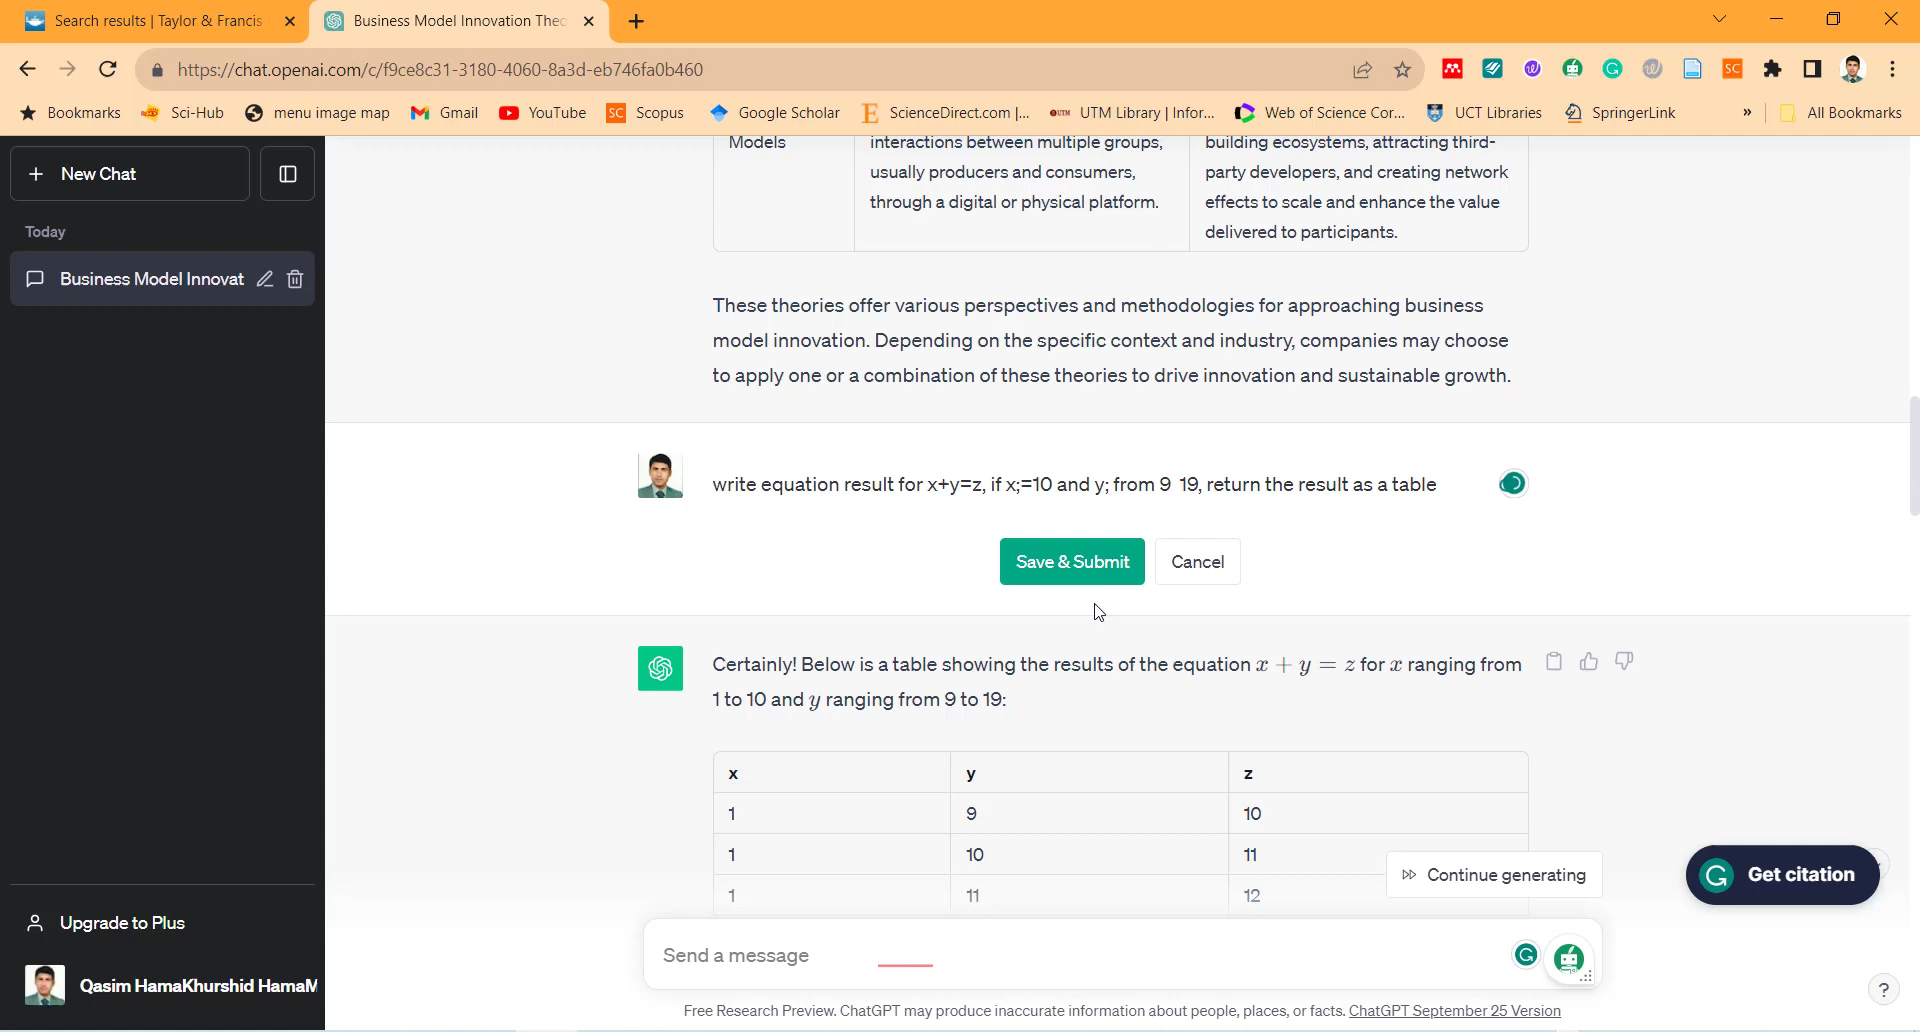 Search results | Taylor & Francis
Business Model Innovation Theo
https://chat.openai.com/c/f9ce8c31-3180-4060-8a3d-eb746fa0b460
Bookmarks
Sci-Hub
menu image map
Gmail
YouTube
SC Scopus
Google Scholar
ScienceDirect.com |...
UTM Library | Infor...
Web of Science Cor...
UCT Libraries
SpringerLink
»
All Bookmarks
+ New Chat
Today
Business Model Innovat
Models
interactions between multiple groups,
usually producers and consumers,
through a digital or physical platform.
building ecosystems, attracting third-
party developers, and creating network
effects to scale and enhance the value
delivered to participants.
These theories offer various perspectives and methodologies for approaching business
model innovation. Depending on the specific context and industry, companies may choose
to apply one or a combination of these theories to drive innovation and sustainable growth.
write equation result for x+y=z, if x;=10 and y; from 9 19, return the result as a table
Save & Submit
Cancel
Certainly! Below is a table showing the results of the equation x + y = z for x ranging from
1 to 10 and y ranging from 9 to 19:
x y z
1 9 10
1 10 11
1 11 12
Continue generating
Get citation
Send a message
Upgrade to Plus
Qasim HamaKhurshid HamaM
Free Research Preview. ChatGPT may produce inaccurate information about people, places, or facts. ChatGPT September 25 Version
?